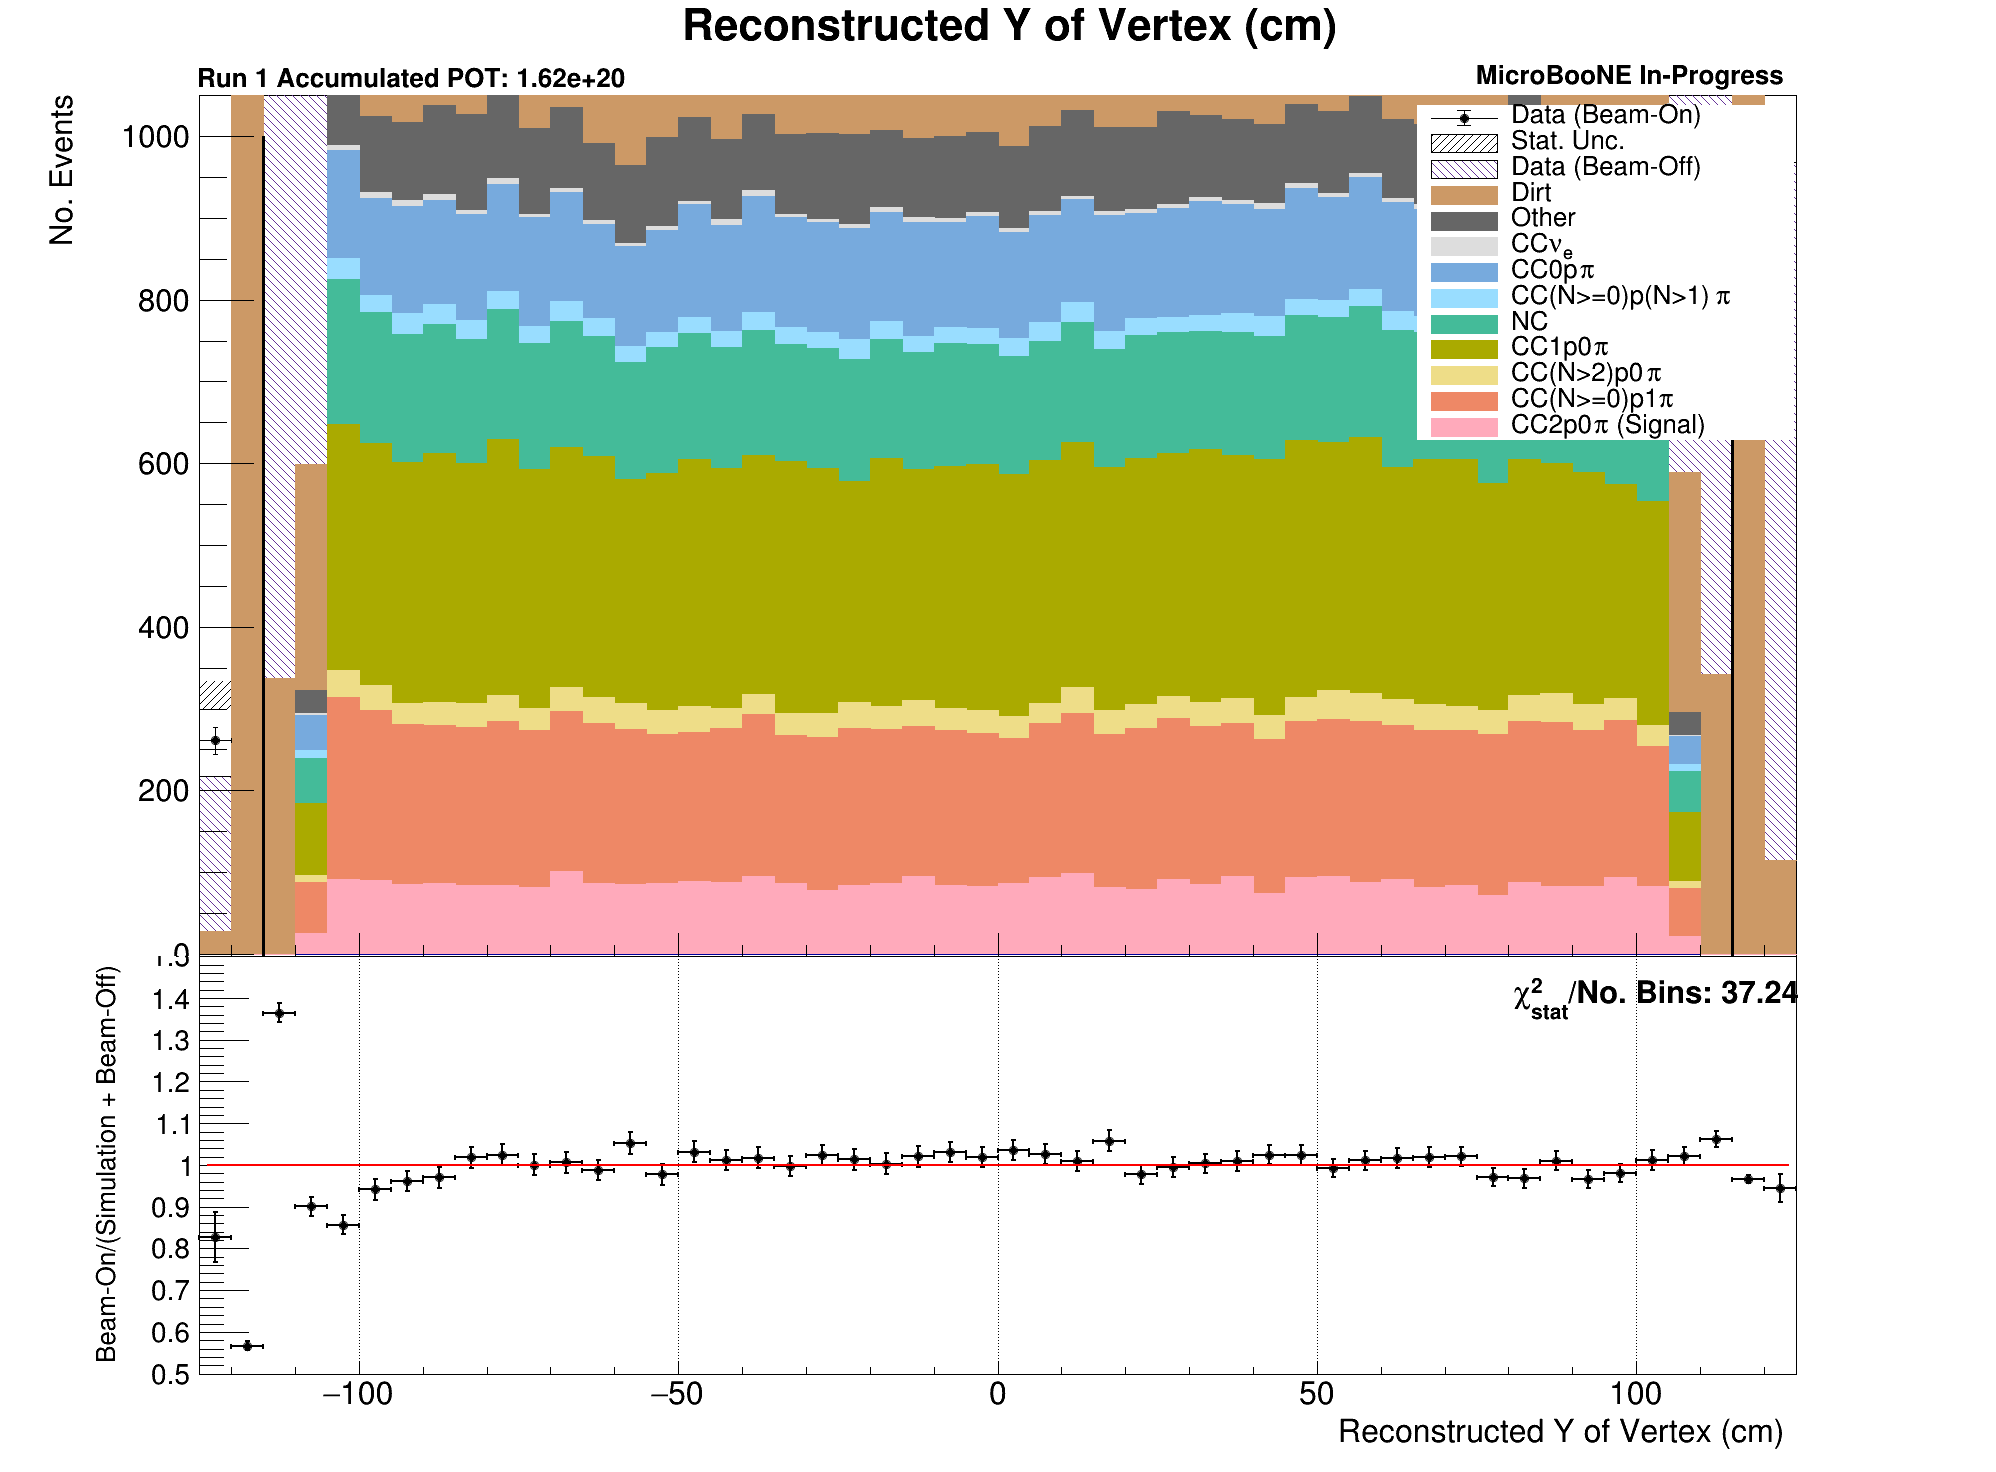 Reconstructed Y of Vertex (cm)
Run 1 Accumulated POT: 1.62e+20
MicroBooNE In-Progress
No. Events
1000
800
600
400
200
0
Data (Beam-On)
Stat. Unc.
Data (Beam-Off)
Dirt
Other
CCνe
CC0pπ
CC(N>=0)p(N>1) π
NC
CC1p0π
CC(N>2)p0π
CC(N>=0)p1π
CC2p0π (Signal)
Beam-On/(Simulation + Beam-Off)
1.5
1.4
1.3
1.2
1.1
1
0.9
0.8
0.7
0.6
0.5
χ²stat/No. Bins: 37.24
−100
−50
0
50
100
Reconstructed Y of Vertex (cm)